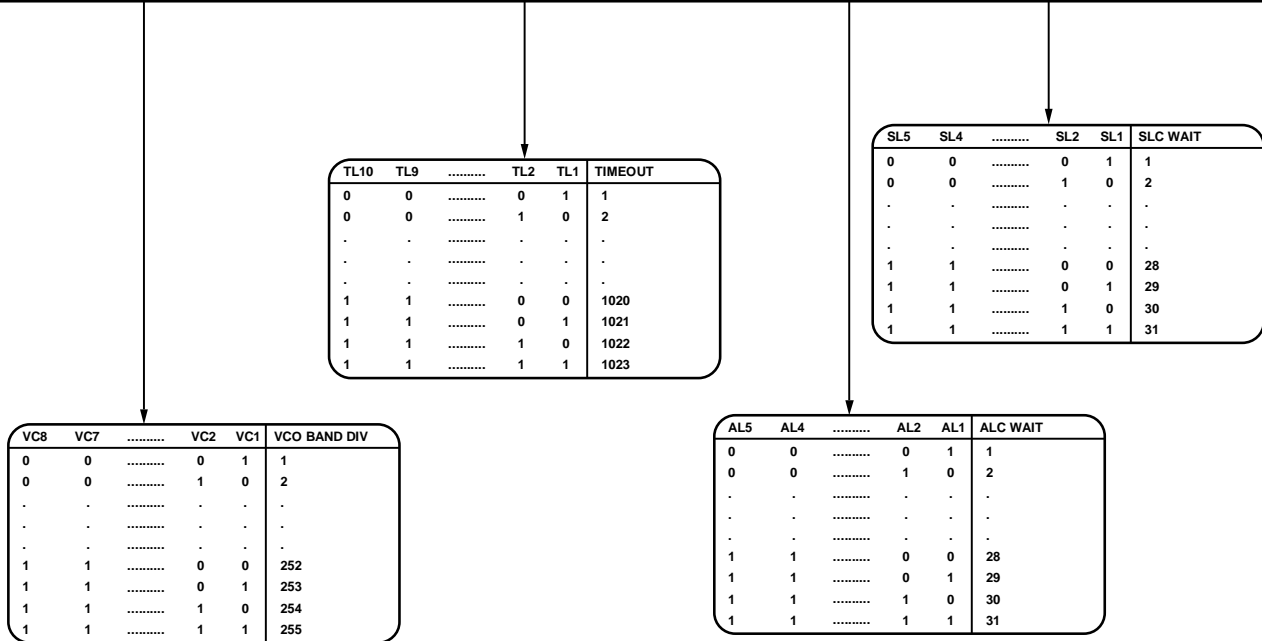 SL5 SL4 .......... SL2 SL1 SLC WAIT
0 0 .......... 0 1 1
0 0 .......... 1 0 2
. . .......... . . .
. . .......... . . .
. . .......... . . .
1 1 .......... 0 0 28
1 1 .......... 0 1 29
1 1 .......... 1 0 30
1 1 .......... 1 1 31
TL10 TL9 .......... TL2 TL1 TIMEOUT
0 0 .......... 0 1 1
0 0 .......... 1 0 2
. . .......... . . .
. . .......... . . .
. . .......... . . .
1 1 .......... 0 0 1020
1 1 .......... 0 1 1021
1 1 .......... 1 0 1022
1 1 .......... 1 1 1023
VC8 VC7 .......... VC2 VC1 VCO BAND DIV
0 0 .......... 0 1 1
0 0 .......... 1 0 2
. . .......... . . .
. . .......... . . .
. . .......... . . .
1 1 .......... 0 0 252
1 1 .......... 0 1 253
1 1 .......... 1 0 254
1 1 .......... 1 1 255
AL5 AL4 .......... AL2 AL1 ALC WAIT
0 0 .......... 0 1 1
0 0 .......... 1 0 2
. . .......... . . .
. . .......... . . .
. . .......... . . .
1 1 .......... 0 0 28
1 1 .......... 0 1 29
1 1 .......... 1 0 30
1 1 .......... 1 1 31